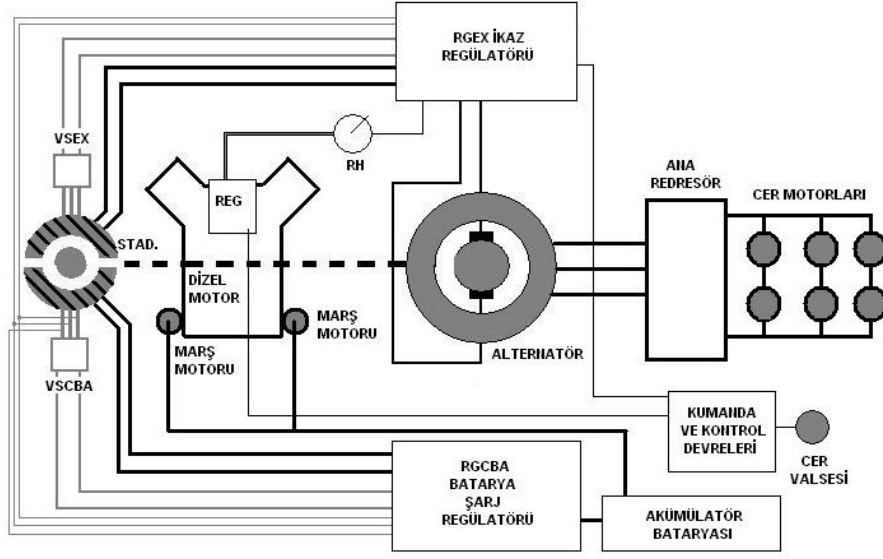 RGEX İKAZ
REGÜLATÖRÜ
VSEX
RH
REG
ANA
REDRESÖR
CER MOTORLARI
STAD.
DİZEL
MOTOR
MARŞ
MOTORU
MARŞ
MOTORU
ALTERNATÖR
VSCBA
KUMANDA
VE KONTROL
DEVRELERİ
CER
VALSESİ
RGCBA
BATARYA
ŞARJ
REGÜLATÖRÜ
AKÜMÜLATÖR
BATARYASI